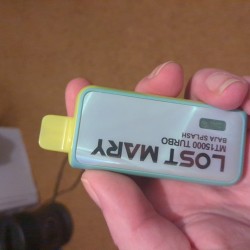 LOST MARY
MT15000 TURBO
BAJA SPLASH